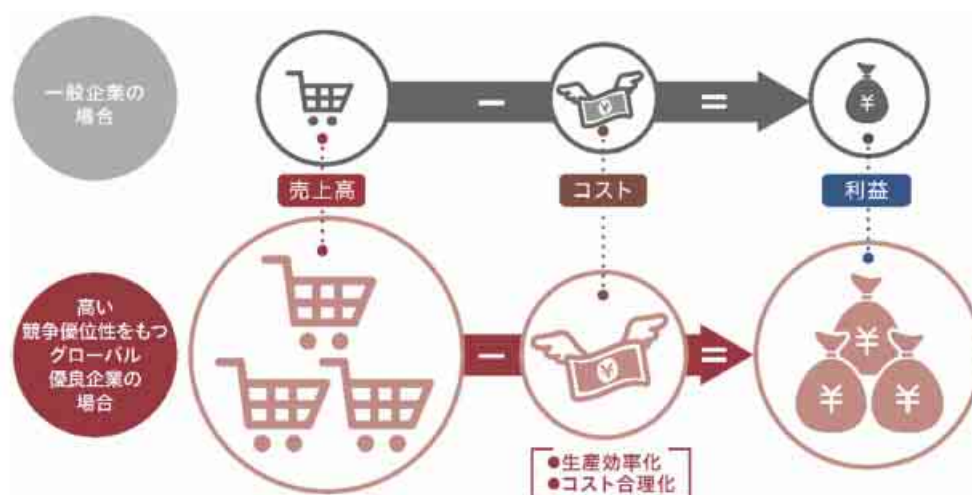 一般企業の
場合
－
¥
＝
¥
売上高
コスト
利益
高い
競争優位性をもつ
グローバル
優良企業の
場合
－
¥
＝
¥
¥
¥
●生産効率化
●コスト合理化